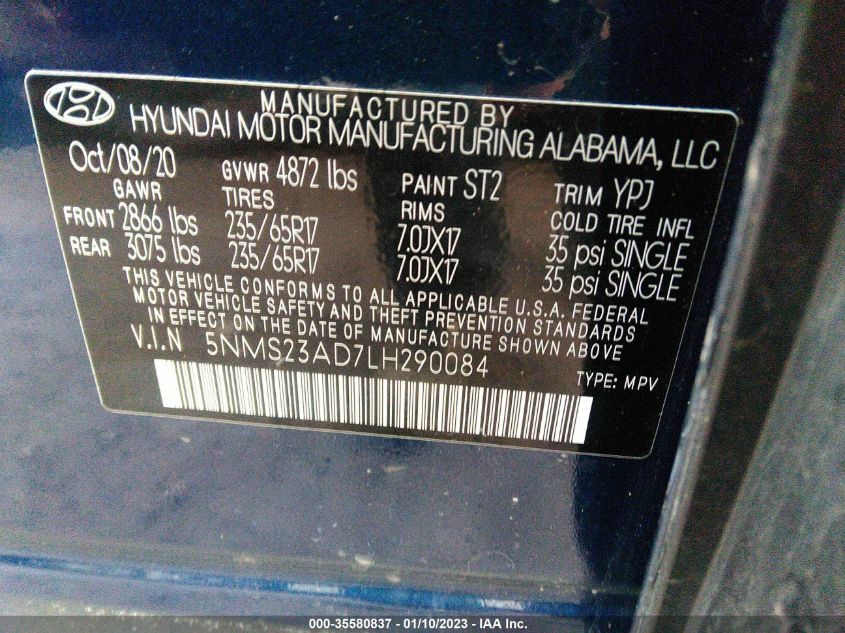 MANUFACTURED BY
HYUNDAI MOTOR MANUFACTURING ALABAMA, LLC
Oct/08/20 GVWR 4872 lbs PAINT ST2 TRIM YPJ
GAWR TIRES RIMS COLD TIRE INFL
FRONT 2866 lbs 235/65R17 7.0JX17 35 psi SINGLE
REAR 3075 lbs 235/65R17 7.0JX17 35 psi SINGLE
THIS VEHICLE CONFORMS TO ALL APPLICABLE U.S.A. FEDERAL
MOTOR VEHICLE SAFETY AND THEFT PREVENTION STANDARDS
IN EFFECT ON THE DATE OF MANUFACTURE SHOWN ABOVE.
V.I.N 5NMS23AD7LH290084 TYPE: MPV
000-35580837 - 01/10/2023 - IAA Inc.